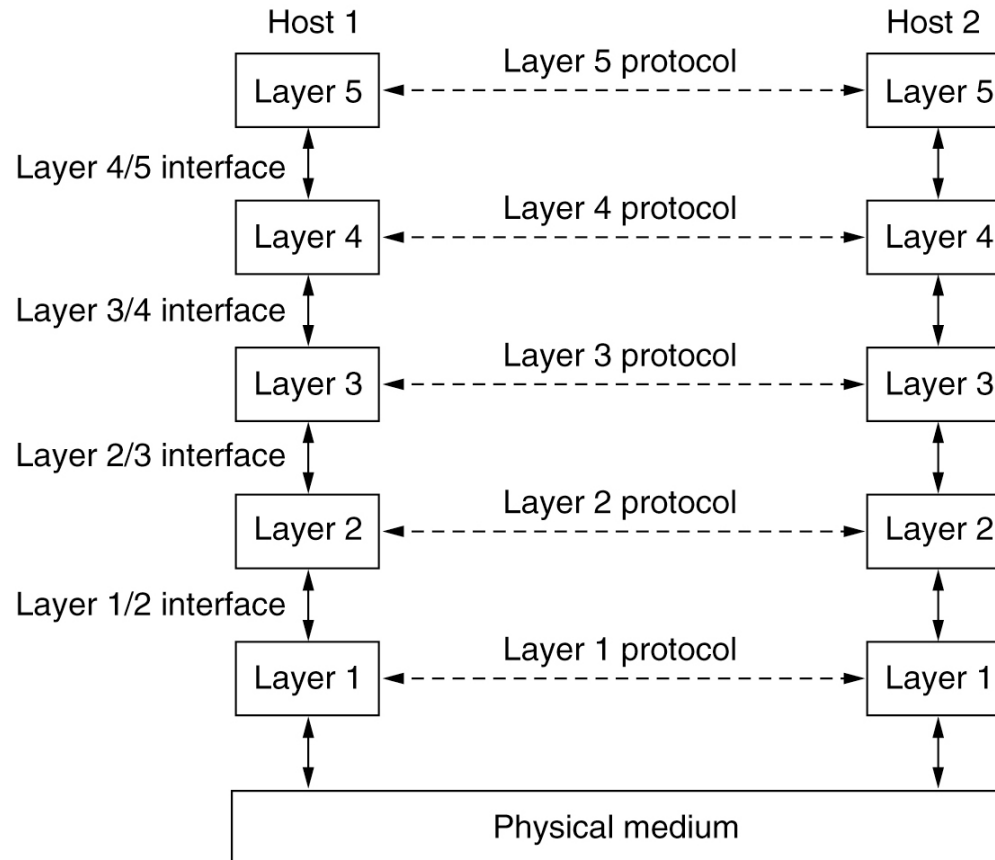 Host 1
Host 2
Layer 5 protocol
Layer 5
Layer 5
Layer 4/5 interface
Layer 4 protocol
Layer 4
Layer 4
Layer 3/4 interface
Layer 3 protocol
Layer 3
Layer 3
Layer 2/3 interface
Layer 2 protocol
Layer 2
Layer 2
Layer 1/2 interface
Layer 1 protocol
Layer 1
Layer 1
Physical medium